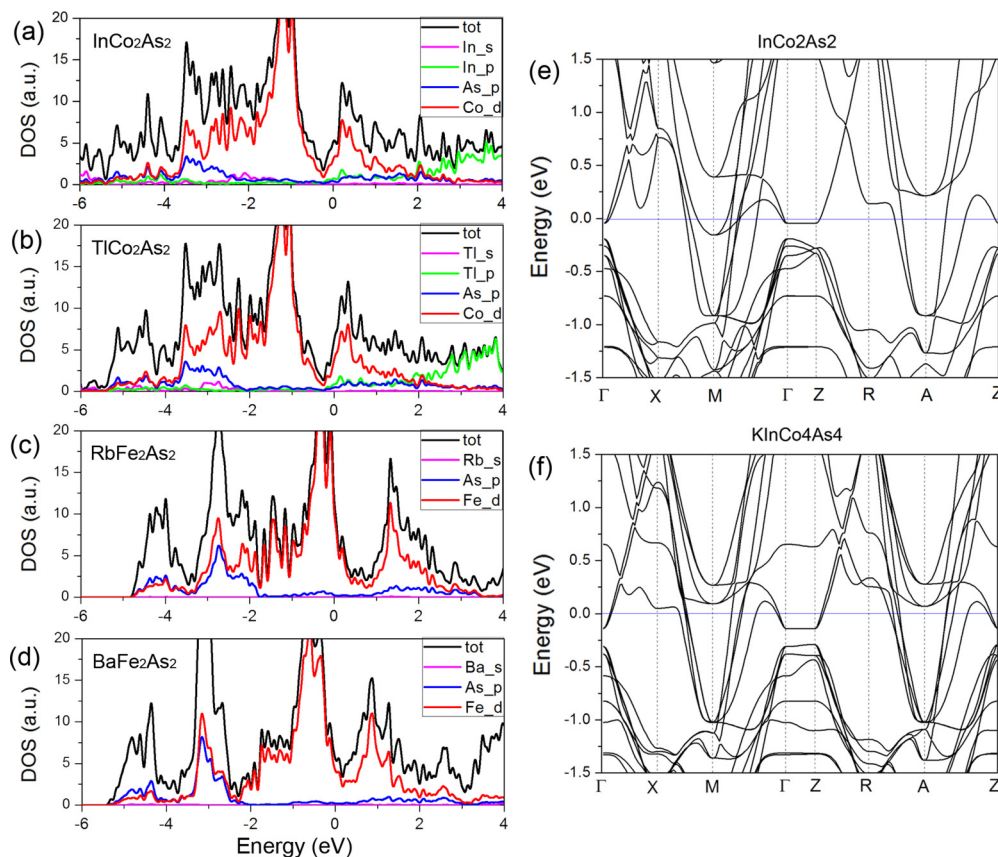 (a)
InCo₂As₂
DOS (a.u.)
20
15
10
5
0
-6 -4 -2 0 2 4
tot
In_s
In_p
As_p
Co_d
(b)
TlCo₂As₂
DOS (a.u.)
20
15
10
5
0
-6 -4 -2 0 2 4
tot
Tl_s
Tl_p
As_p
Co_d
(c)
RbFe₂As₂
DOS (a.u.)
20
15
10
5
0
-6 -4 -2 0 2 4
tot
Rb_s
As_p
Fe_d
(d)
BaFe₂As₂
DOS (a.u.)
20
15
10
5
0
-6 -4 -2 0 2 4
tot
Ba_s
As_p
Fe_d
Energy (eV)
(e)
InCo2As2
Energy (eV)
1.5
1.0
0.5
0.0
-0.5
-1.0
-1.5
Γ X M Γ Z R A Z
(f)
KInCo4As4
Energy (eV)
1.5
1.0
0.5
0.0
-0.5
-1.0
-1.5
Γ X M Γ Z R A Z